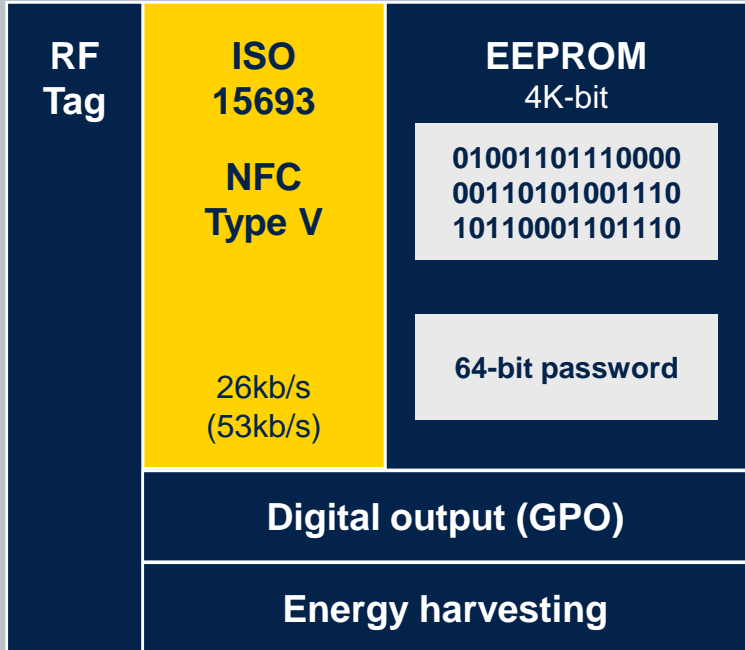 RF
Tag
ISO
15693
NFC
Type V
26kb/s
(53kb/s)
EEPROM
4K-bit
01001101110000
00110101001110
10110001101110
64-bit password
Digital output (GPO)
Energy harvesting